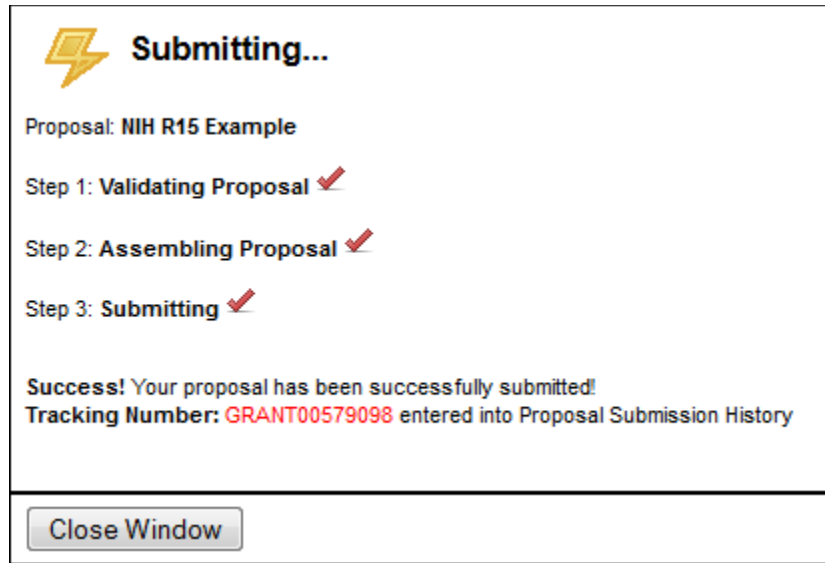 Submitting...
Proposal: NIH R15 Example
Step 1: Validating Proposal
Step 2: Assembling Proposal
Step 3: Submitting
Success! Your proposal has been successfully submitted!
Tracking Number: GRANT00579098 entered into Proposal Submission History
Close Window